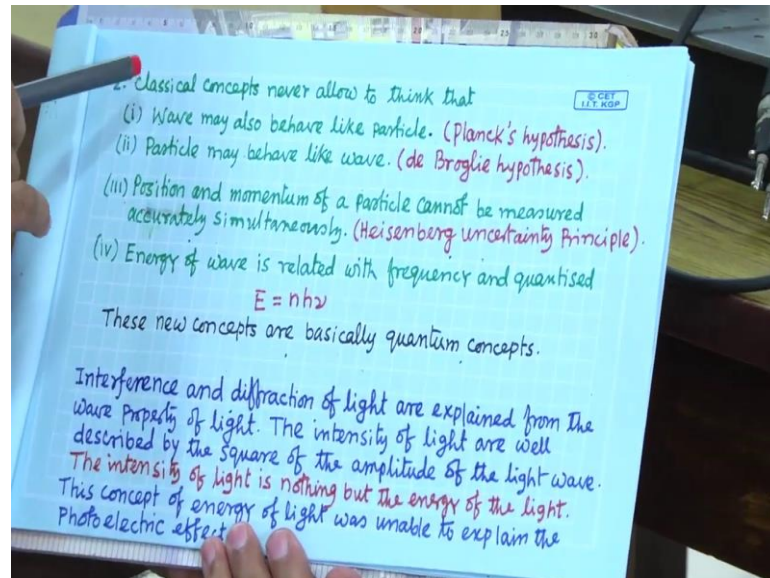 2. Classical concepts never allow to think that
© CET
I.I.T. KGP
(i) Wave may also behave like particle. (Planck's hypothesis).
(ii) Particle may behave like wave. (de Broglie hypothesis).
(iii) Position and momentum of a particle cannot be measured
accurately simultaneously. (Heisenberg uncertainty Principle).
(iv) Energy of wave is related with frequency and quantised
E = nhν
These new concepts are basically quantum concepts.
Interference and diffraction of light are explained from the
wave property of light. The intensity of light are well
described by the square of the amplitude of the light wave.
The intensity of light is nothing but the energy of the light.
This concept of energy of light was unable to explain the
Photoelectric effect